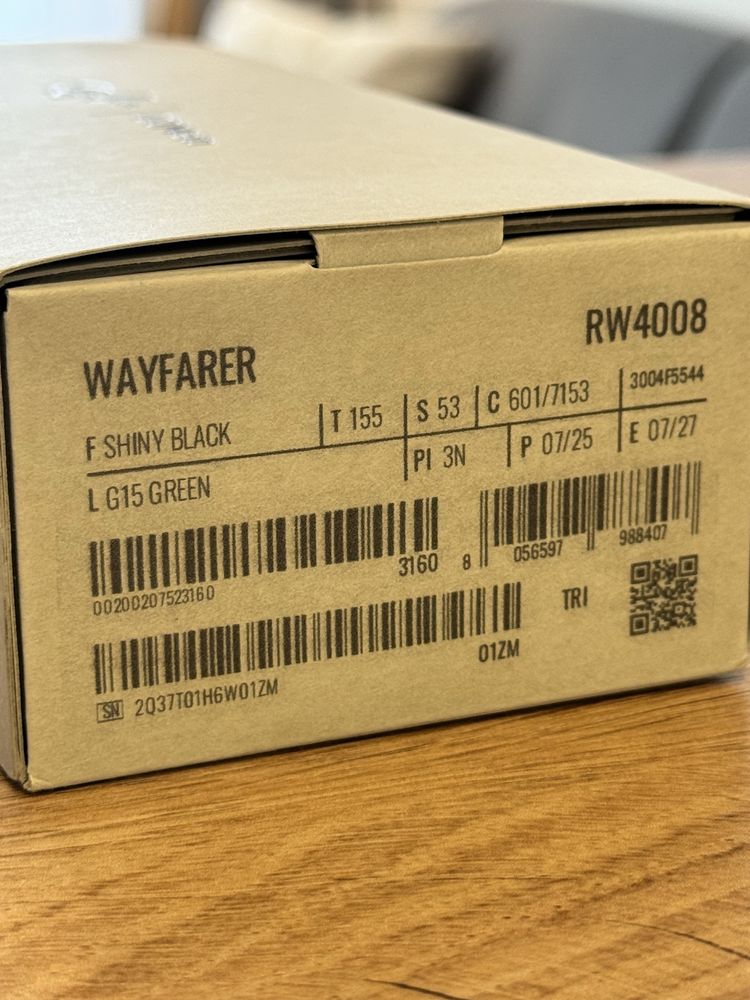 WAYFARER
RW4008
F SHINY BLACK
T 155
S 53
C 601/7153
3004F5544
L G15 GREEN
PI 3N
P 07/25
E 07/27
00200207523160
3160
8 056597 988407
TRI
SN 2Q37T01H6W01ZM
01ZM